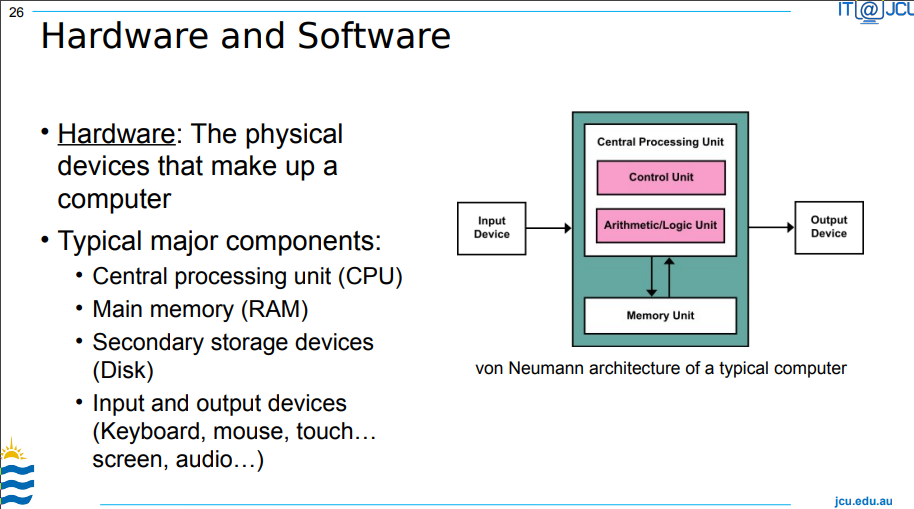 26
IT@JCU
Hardware and Software
• Hardware: The physical
devices that make up a
computer
• Typical major components:
• Central processing unit (CPU)
• Main memory (RAM)
• Secondary storage devices
(Disk)
• Input and output devices
(Keyboard, mouse, touch…
screen, audio…)
Central Processing Unit
Control Unit
Arithmetic/Logic Unit
Input
Device
Output
Device
Memory Unit
von Neumann architecture of a typical computer
jcu.edu.au